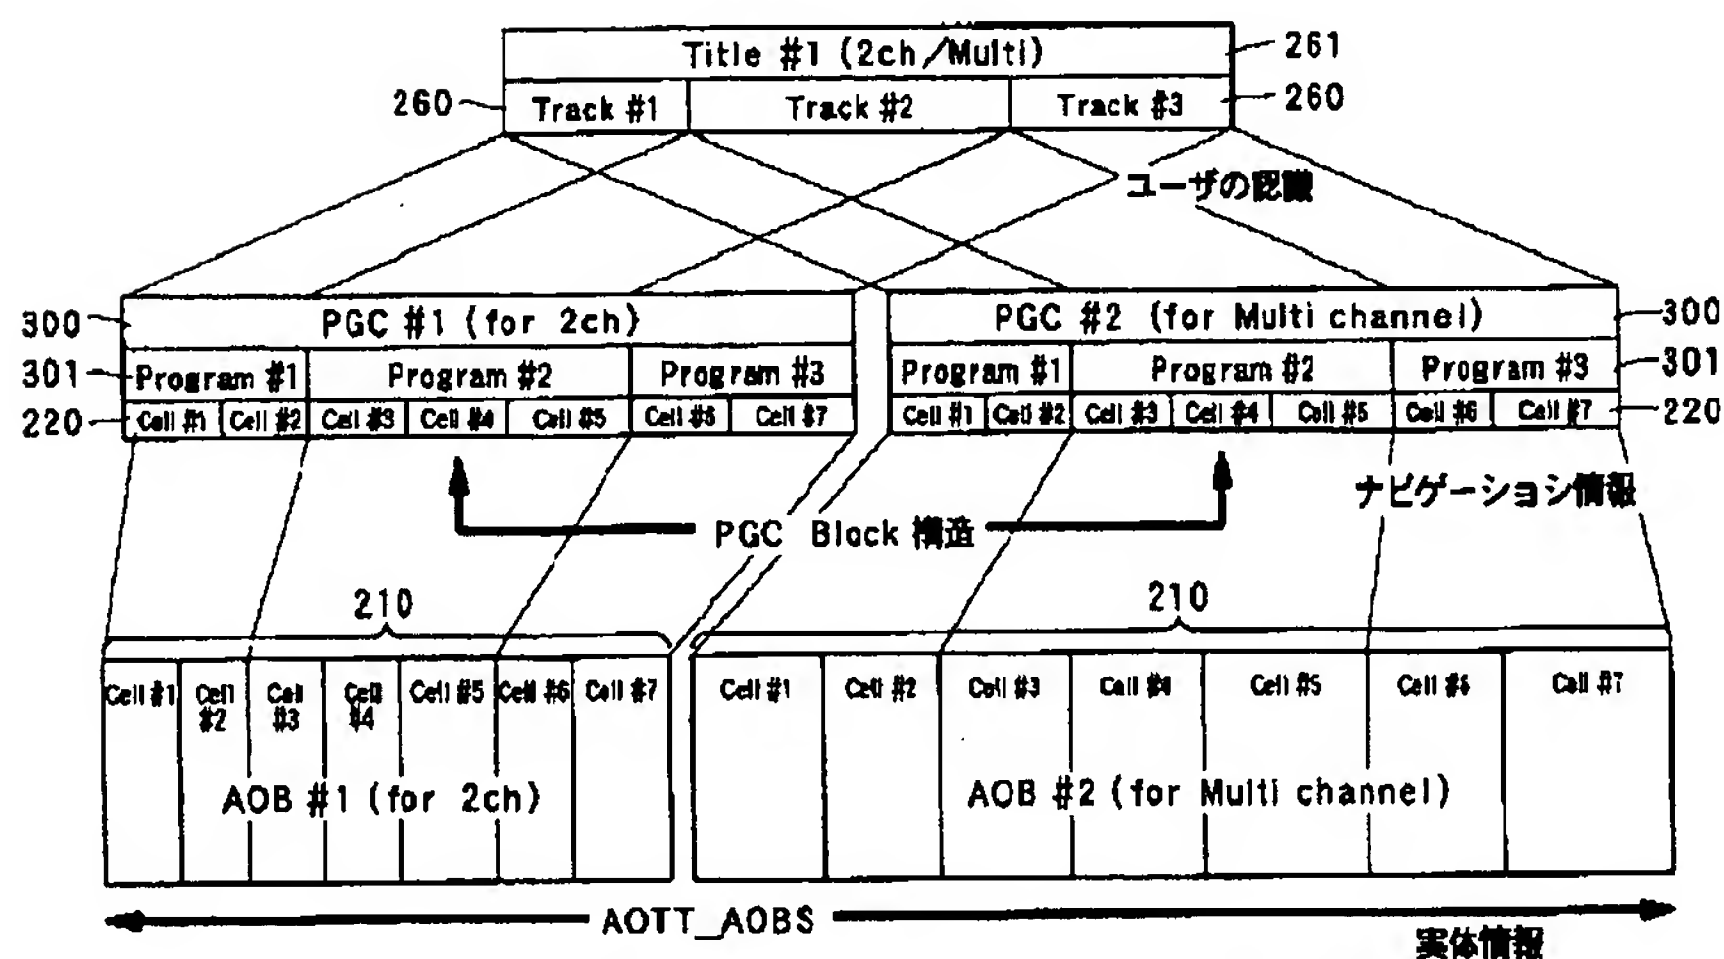 Title #1 (2ch/Multi)
261
260
Track #1
Track #2
Track #3
260
ユーザの認識
300
PGC #1 (for 2ch)
PGC #2 (for Multi channel)
300
301
Program #1
Program #2
Program #3
Program #1
Program #2
Program #3
301
220
Cell #1
Cell #2
Cell #3
Cell #4
Cell #5
Cell #6
Cell #7
Cell #1
Cell #2
Cell #3
Cell #4
Cell #5
Cell #6
Cell #7
220
ナビゲーション情報
PGC Block 構造
210
210
Cell #1
Cell
#2
Cell
#3
Cell
#4
Cell #5
Cell #6
Cell #7
Cell #1
Cell #2
Cell #3
Cell #4
Cell #5
Cell #6
Cell #7
AOB #1 (for 2ch)
AOB #2 (for Multi channel)
AOTT_AOBS
実体情報